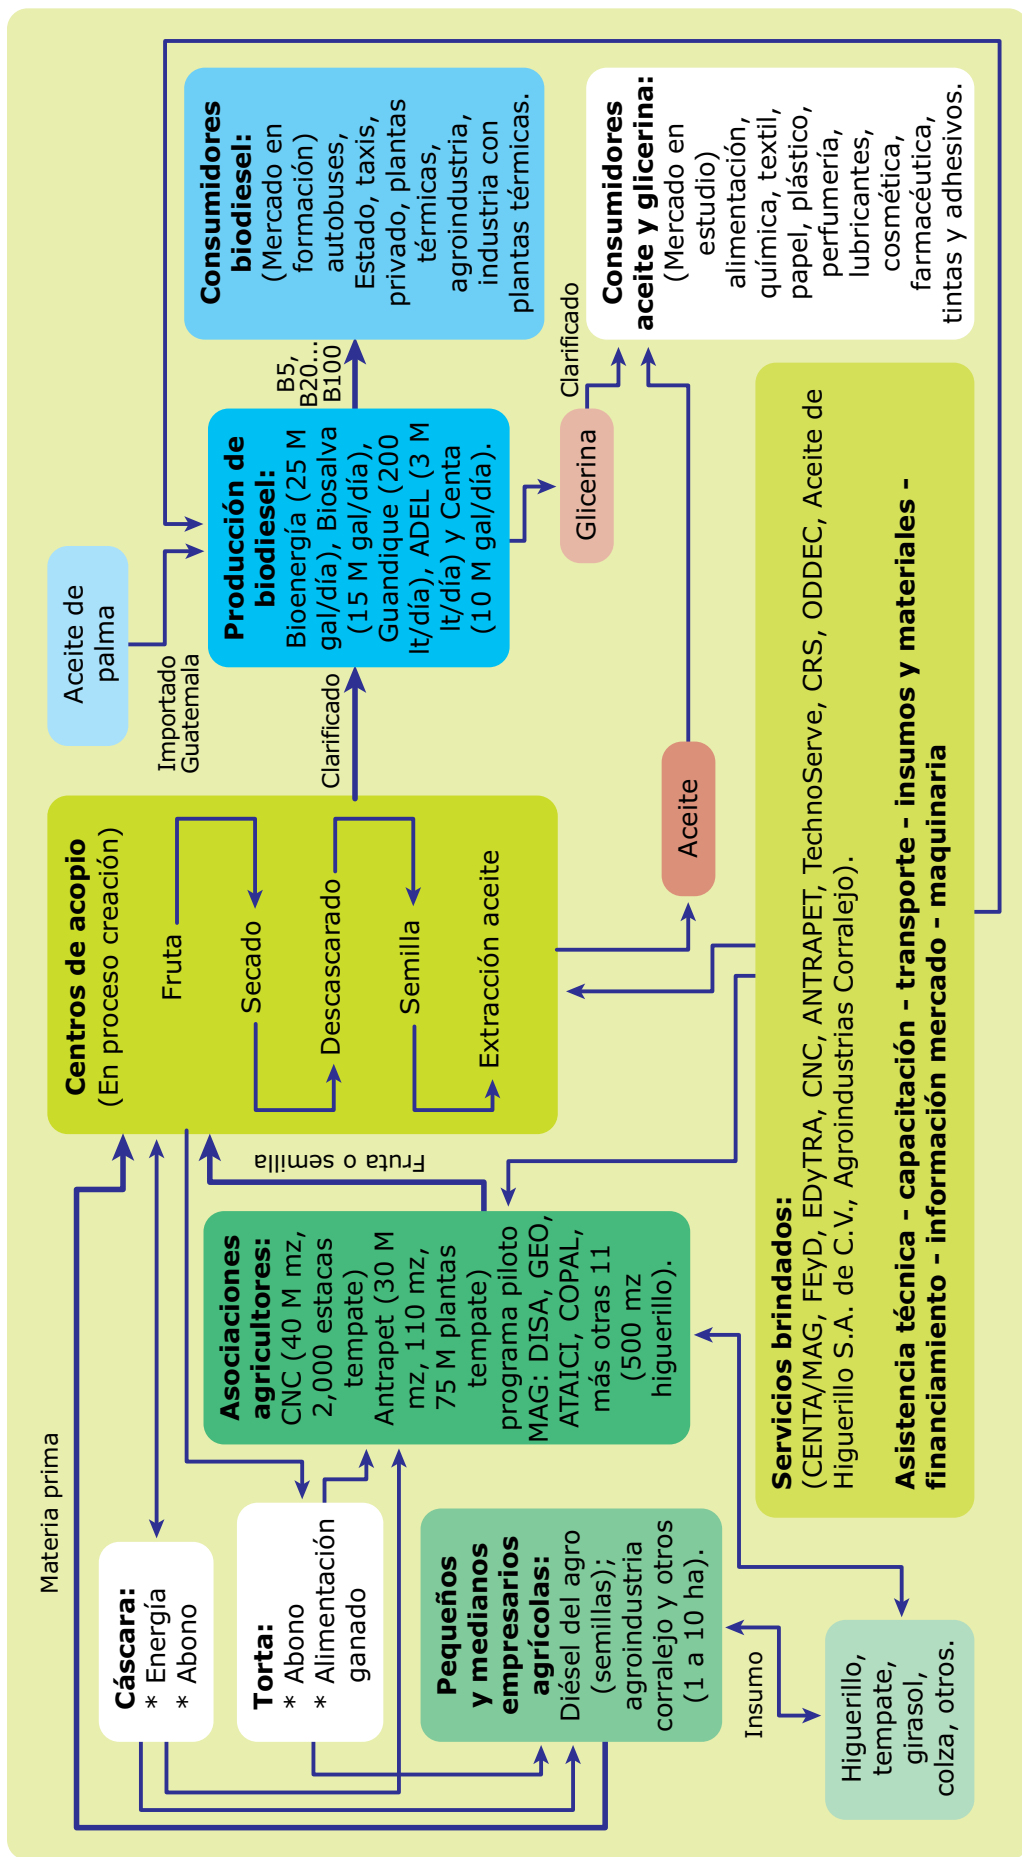 Materia prima
Cáscara:
* Energía
* Abono
Torta:
* Abono
* Alimentación
ganado
Pequeños
y medianos
empresarios
agrícolas:
Diésel del agro
(semillas);
agroindustria
corralejo y otros
(1 a 10 ha).
Insumo
Higuerillo,
tempate,
girasol,
colza, otros.
Asociaciones
agricultores:
CNC (40 M mz,
2,000 estacas
tempate)
Antrapet (30 M
mz, 110 mz,
75 M plantas
tempate)
programa piloto
MAG: DISA, GEO,
ATAICI, COPAL,
más otras 11
(500 mz
higuerillo).
Fruta o semilla
Centros de acopio
(En proceso creación)
Fruta
Secado
Descascarado
Semilla
Extracción aceite
Aceite
Clarificado
Importado
Guatemala
Aceite de
palma
Producción de
biodiesel:
Bioenergía (25 M
gal/día), Biosalva
(15 M gal/día),
Guandique (200
lt/día), ADEL (3 M
lt/día) y Centa
(10 M gal/día).
B5,
B20...
B100
Glicerina
Clarificado
Consumidores
biodiesel:
(Mercado en
formación)
autobuses,
Estado, taxis,
privado, plantas
térmicas,
agroindustria,
industria con
plantas térmicas.
Consumidores
aceite y glicerina:
(Mercado en
estudio)
alimentación,
química, textil,
papel, plástico,
perfumería,
lubricantes,
cosmética,
farmacéutica,
tintas y adhesivos.
Servicios brindados:
(CENTA/MAG, FEyD, EDyTRA, CNC, ANTRAPET, TechnoServe, CRS, ODDEC, Aceite de
Higuerillo S.A. de C.V., Agroindustrias Corralejo).
Asistencia técnica - capacitación - transporte - insumos y materiales -
financiamiento - información mercado - maquinaria